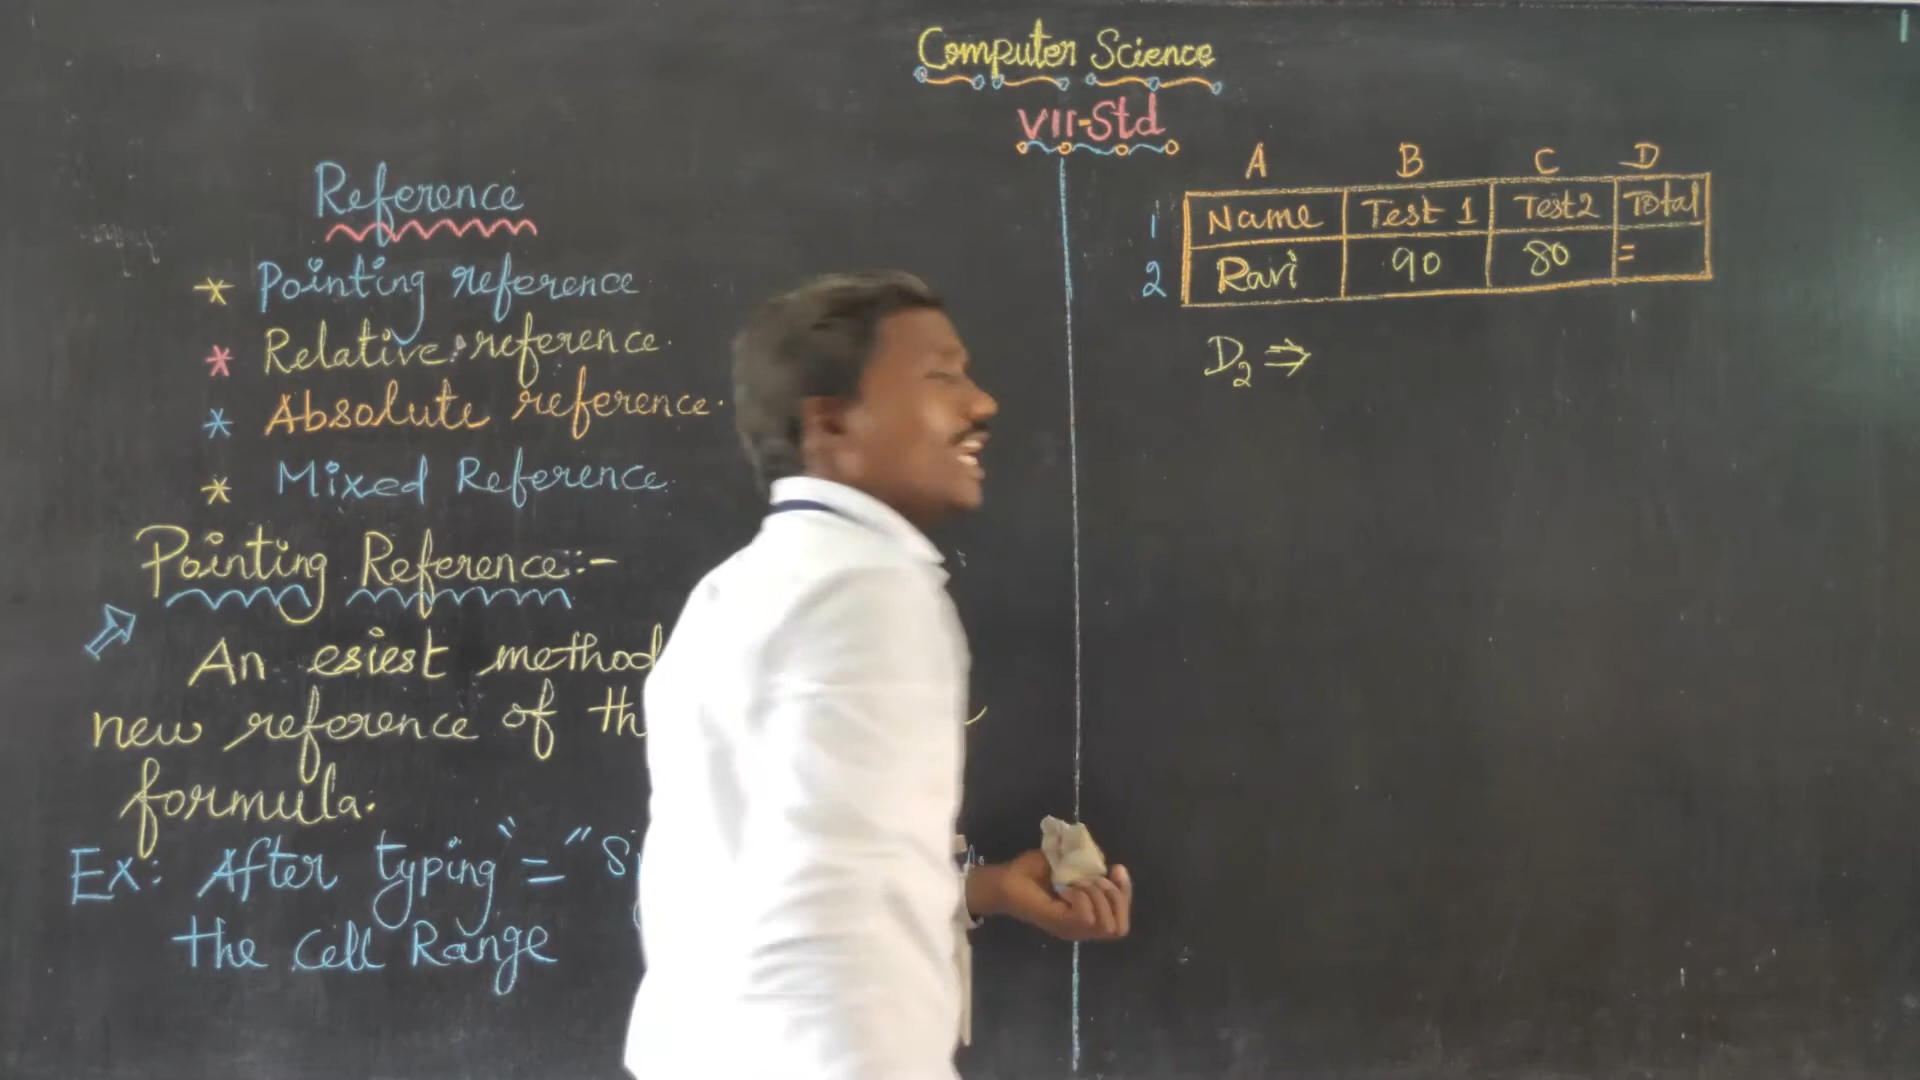 Computer Science
VII-Std
Reference
* Pointing reference
* Relative reference.
* Absolute reference.
* Mixed Reference.
Pointing Reference:-
An esiest method
new reference of
formula.
Ex: After typing "="
the cell Range
A B C D
1 Name Test 1 Test2 Total
2 Ravi 90 80 =
D2 ⇒